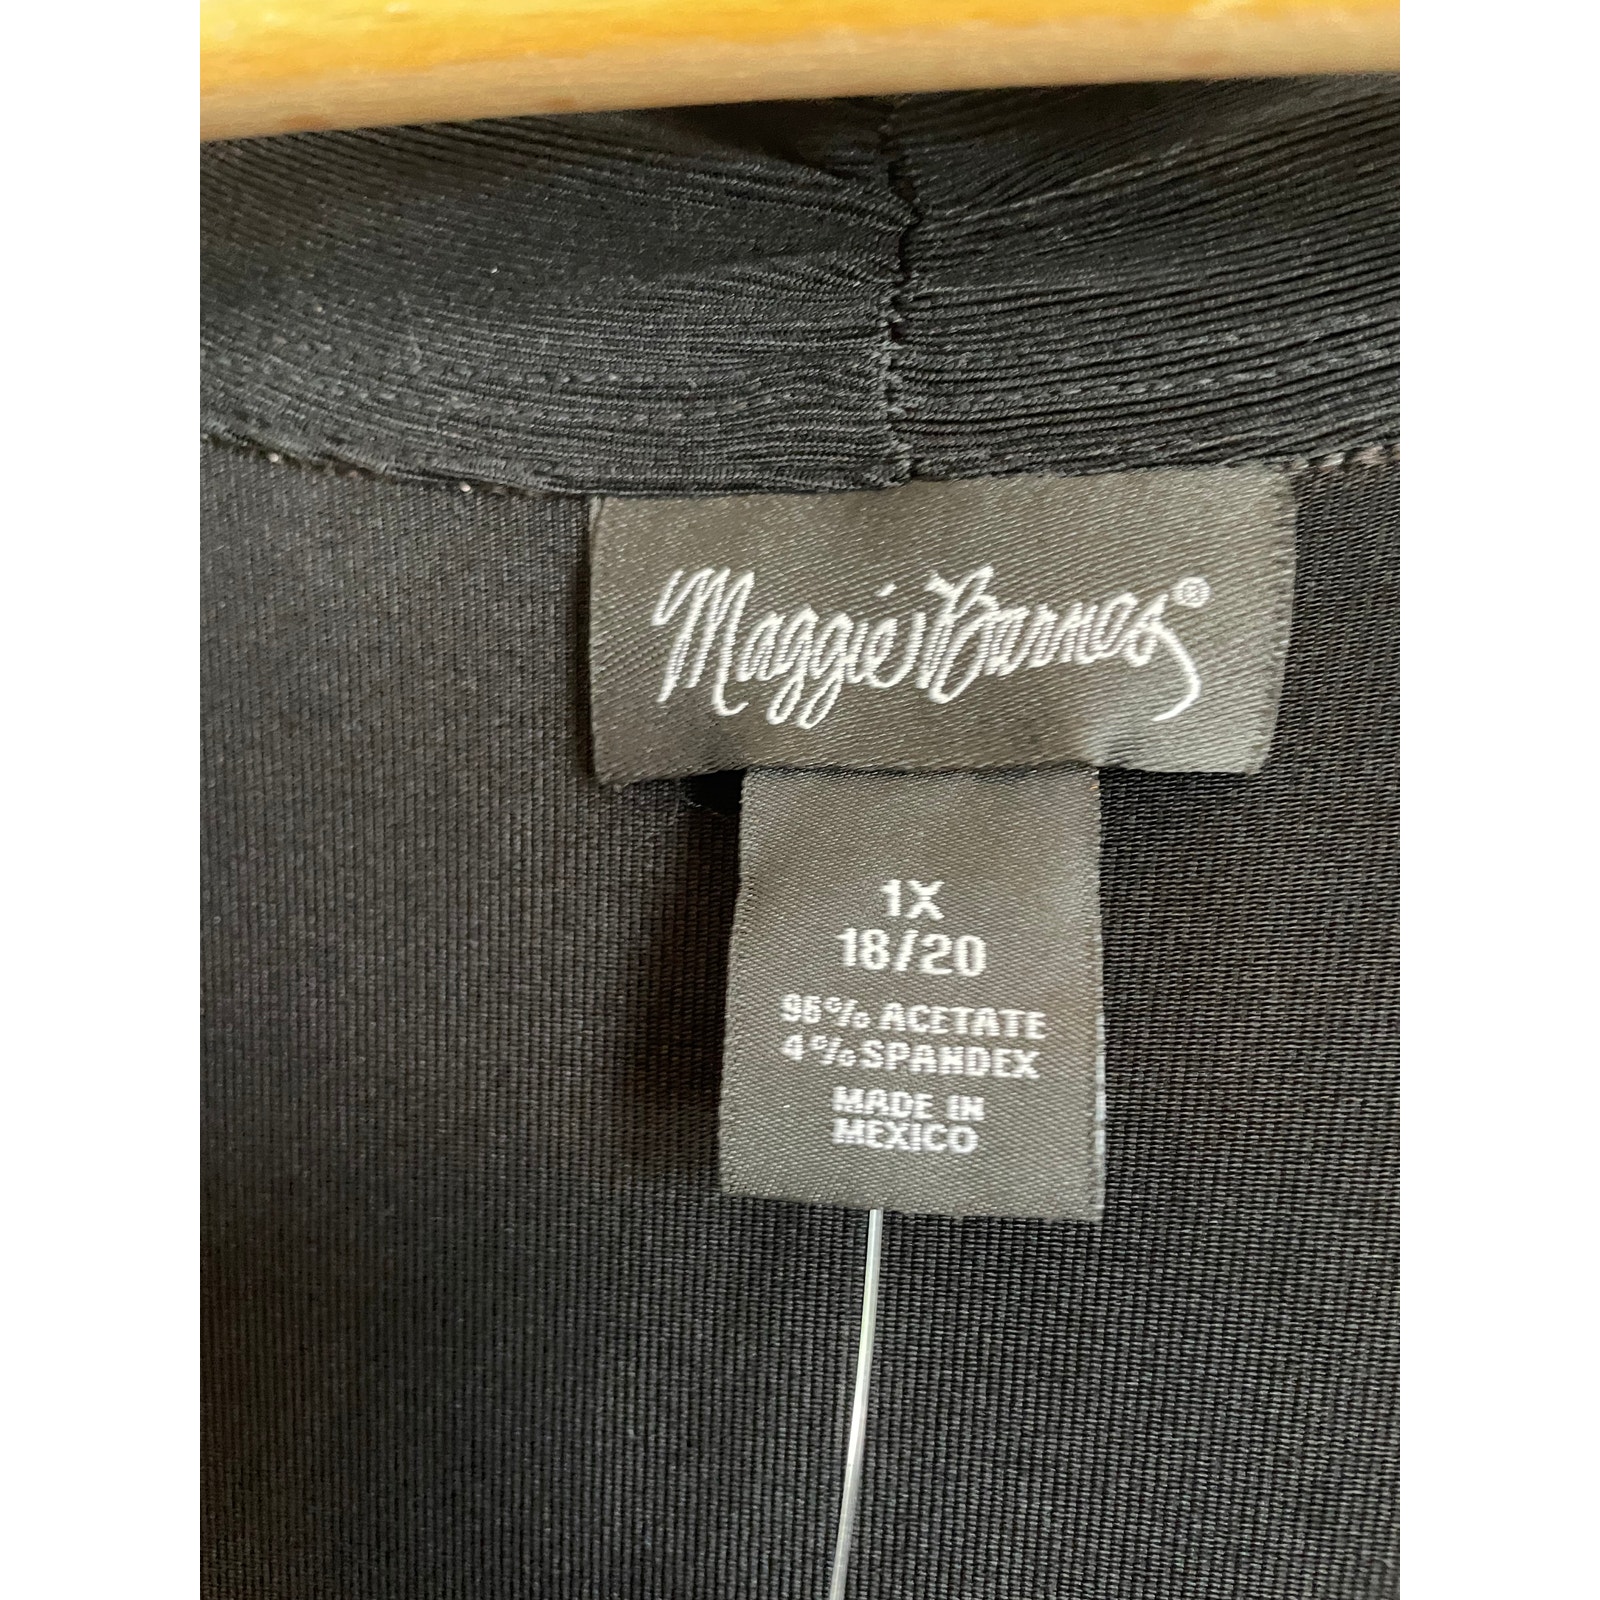 Maggie Barnes®
1X
18/20
96% ACETATE
4% SPANDEX
MADE IN
MEXICO